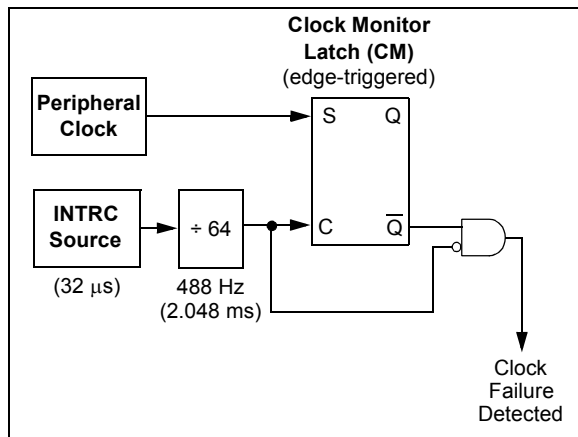 Clock Monitor
Latch (CM)
(edge-triggered)
Peripheral
Clock
S
Q
INTRC
Source
÷ 64
C
Q̅
(32 μs)
488 Hz
(2.048 ms)
Clock
Failure
Detected